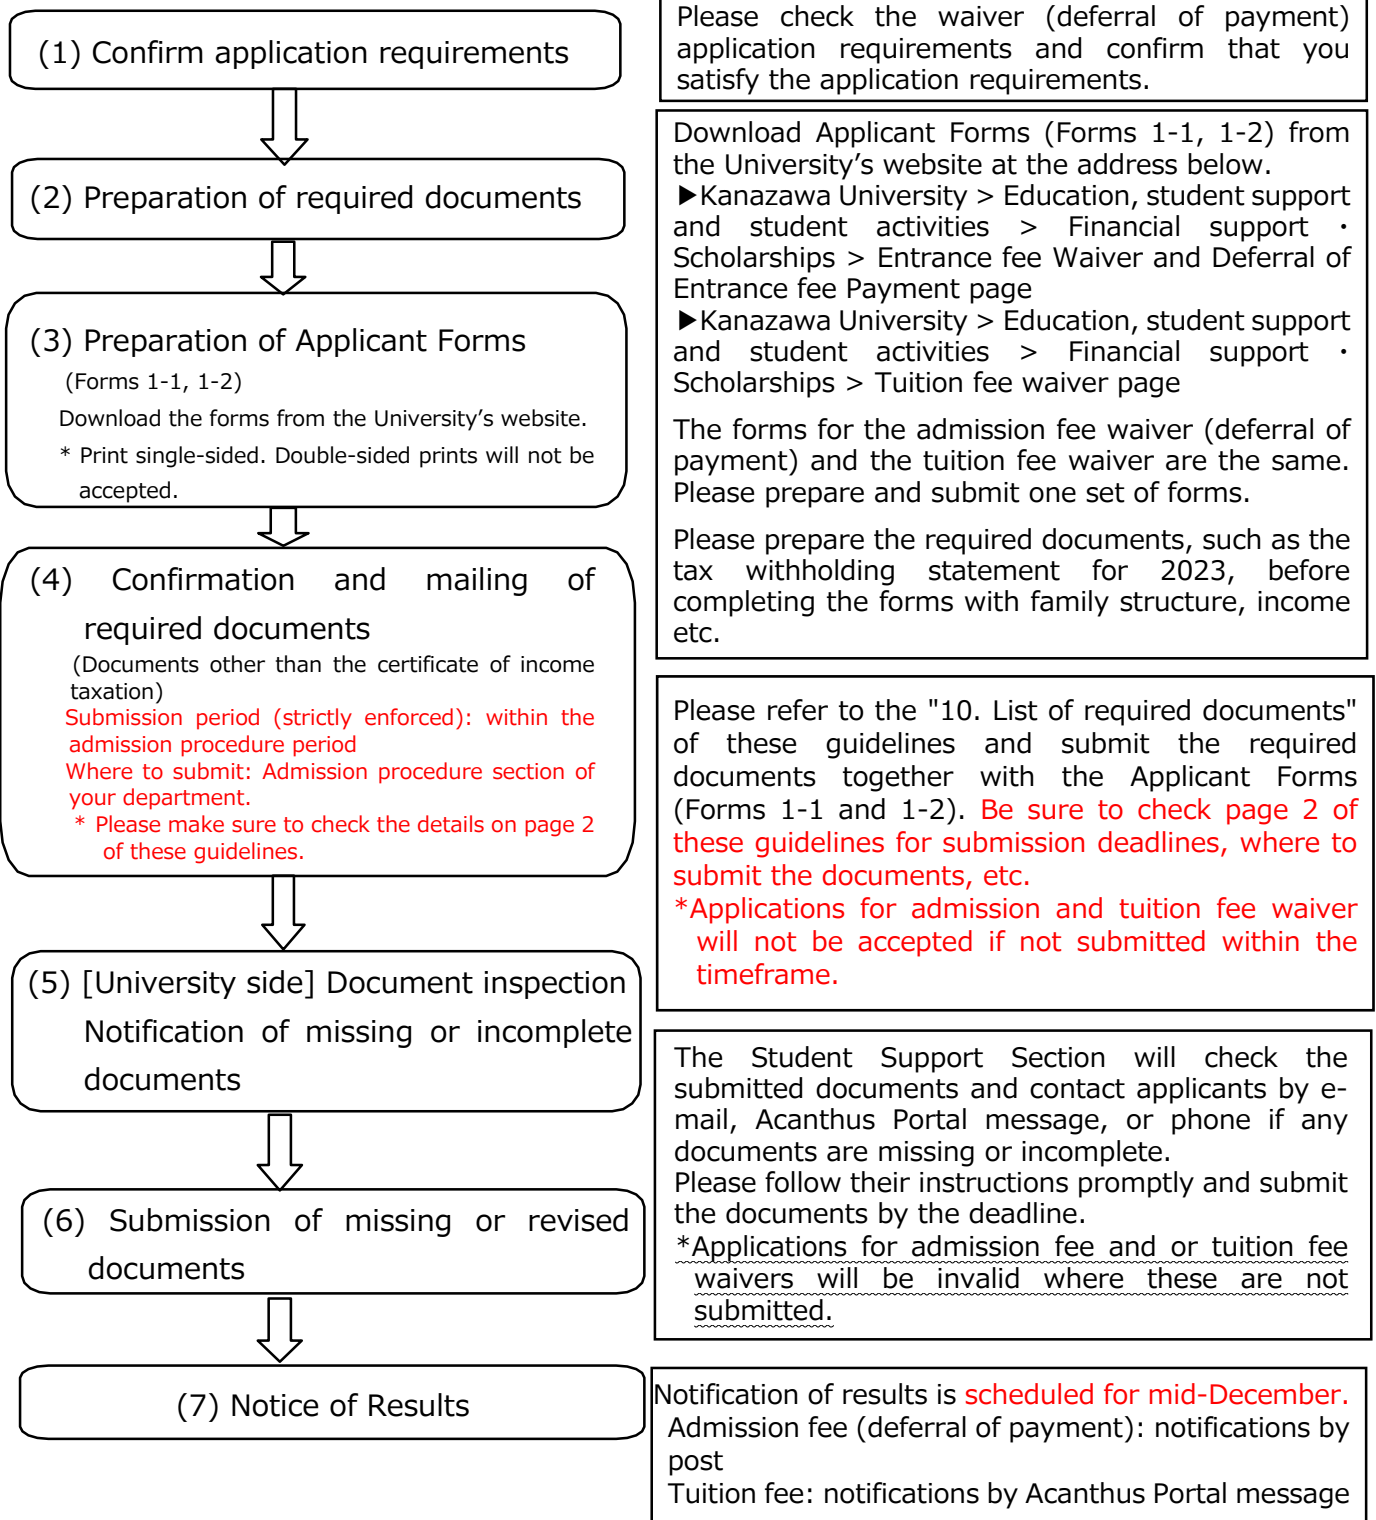 (1) Confirm application requirements
Please check the waiver (deferral of payment)
application requirements and confirm that you
satisfy the application requirements.
(2) Preparation of required documents
(3) Preparation of Applicant Forms
(Forms 1-1, 1-2)
Download the forms from the University's website.
* Print single-sided. Double-sided prints will not be
accepted.
Download Applicant Forms (Forms 1-1, 1-2) from
the University's website at the address below.
▶Kanazawa University > Education, student support
and student activities > Financial support ・
Scholarships > Entrance fee Waiver and Deferral of
Entrance fee Payment page
▶Kanazawa University > Education, student support
and student activities > Financial support ・
Scholarships > Tuition fee waiver page
The forms for the admission fee waiver (deferral of
payment) and the tuition fee waiver are the same.
Please prepare and submit one set of forms.
Please prepare the required documents, such as the
tax withholding statement for 2023, before
completing the forms with family structure, income
etc.
(4) Confirmation and mailing of
required documents
(Documents other than the certificate of income
taxation)
Submission period (strictly enforced): within the
admission procedure period
Where to submit: Admission procedure section of
your department.
* Please make sure to check the details on page 2
of these guidelines.
Please refer to the "10. List of required documents"
of these guidelines and submit the required
documents together with the Applicant Forms
(Forms 1-1 and 1-2). Be sure to check page 2 of
these guidelines for submission deadlines, where to
submit the documents, etc.
*Applications for admission and tuition fee waiver
will not be accepted if not submitted within the
timeframe.
(5) [University side] Document inspection
Notification of missing or incomplete
documents
(6) Submission of missing or revised
documents
The Student Support Section will check the
submitted documents and contact applicants by e-
mail, Acanthus Portal message, or phone if any
documents are missing or incomplete.
Please follow their instructions promptly and submit
the documents by the deadline.
*Applications for admission fee and or tuition fee
waivers will be invalid where these are not
submitted.
(7) Notice of Results
Notification of results is scheduled for mid-December.
Admission fee (deferral of payment): notifications by
post
Tuition fee: notifications by Acanthus Portal message